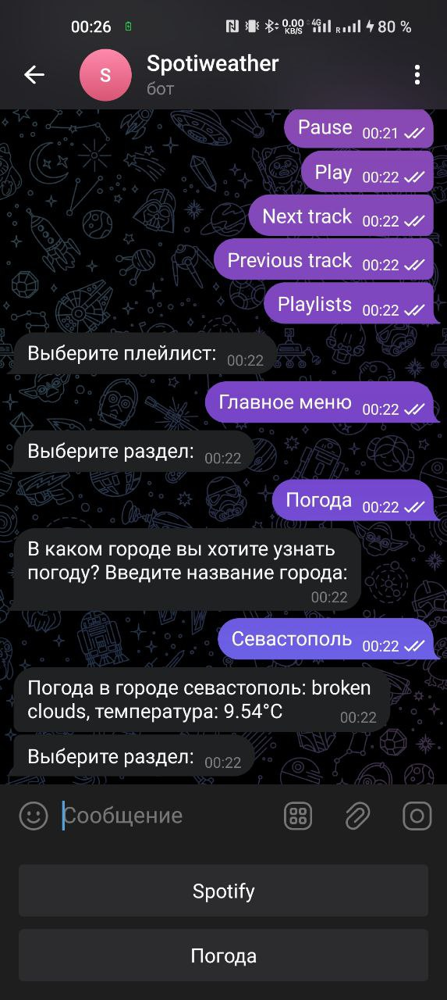 00:26
0.00 KB/S 4G R 80 %
Spotiweather
S
бот
Pause 00:21
Play 00:22
Next track 00:22
Previous track 00:22
Playlists 00:22
Выберите плейлист: 00:22
Главное меню 00:22
Выберите раздел: 00:22
Погода 00:22
В каком городе вы хотите узнать
погоду? Введите название города:
00:22
Севастополь 00:22
Погода в городе севастополь: broken
clouds, температура: 9.54°C 00:22
Выберите раздел: 00:22
Сообщение
Spotify
Погода